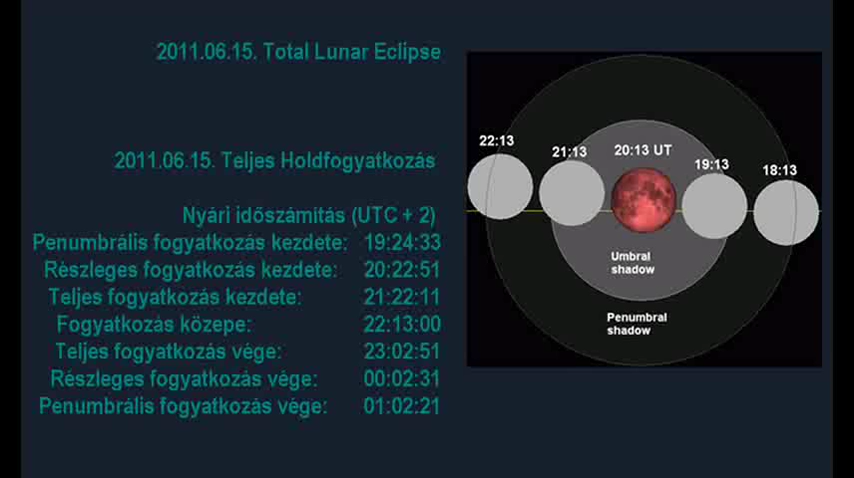 2011.06.15. Total Lunar Eclipse
2011.06.15. Teljes Holdfogyatkozás
Nyári időszámítás (UTC + 2)
Penumbrális fogyatkozás kezdete: 19:24:33
Részleges fogyatkozás kezdete: 20:22:51
Teljes fogyatkozás kezdete: 21:22:11
Fogyatkozás közepe: 22:13:00
Teljes fogyatkozás vége: 23:02:51
Részleges fogyatkozás vége: 00:02:31
Penumbrális fogyatkozás vége: 01:02:21
22:13
21:13
20:13 UT
19:13
18:13
Umbral
shadow
Penumbral
shadow